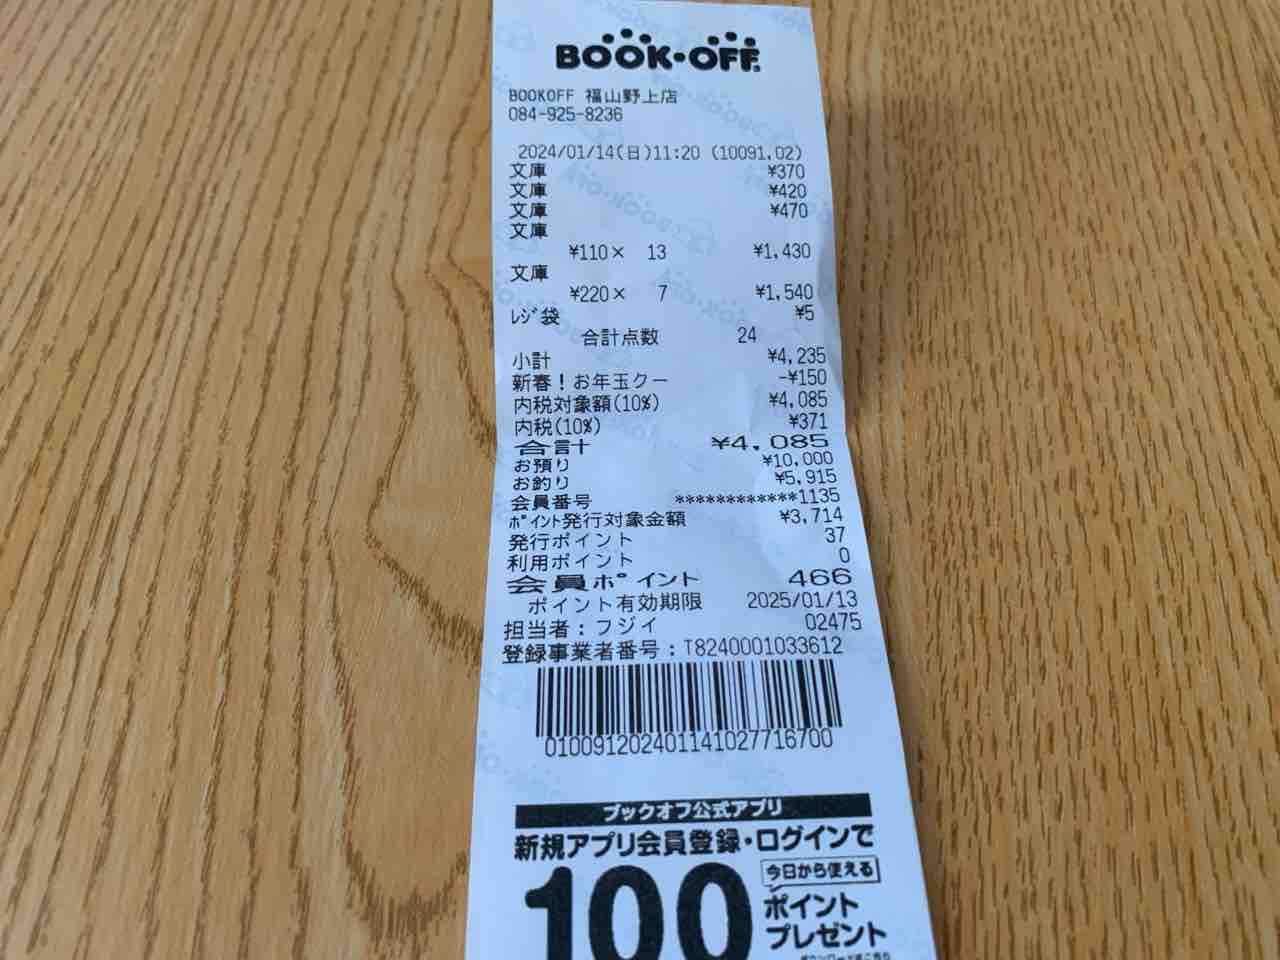 BOOK・OFF
BOOKOFF 福山野上店
084-925-8236
2024/01/14(日)11:20 (10091,02)
文庫 ¥370
文庫 ¥420
文庫 ¥470
文庫
¥110× 13 ¥1,430
文庫
¥220× 7 ¥1,540
ﾚｼﾞ袋 ¥5
合計点数 24
小計 ¥4,235
新春!お年玉クー -¥150
内税対象額(10%) ¥4,085
内税(10%) ¥371
合計 ¥4,085
お預り ¥10,000
お釣り ¥5,915
会員番号 ************1135
ﾎﾟｲﾝﾄ発行対象金額 ¥3,714
発行ポイント 37
利用ポイント 0
会員ポイント 466
ポイント有効期限 2025/01/13
担当者:フジイ 02475
登録事業者番号:T8240001033612
010091202401141027716700
ブックオフ公式アプリ
新規アプリ会員登録・ログインで
100
今日から使える
ポイント
プレゼント